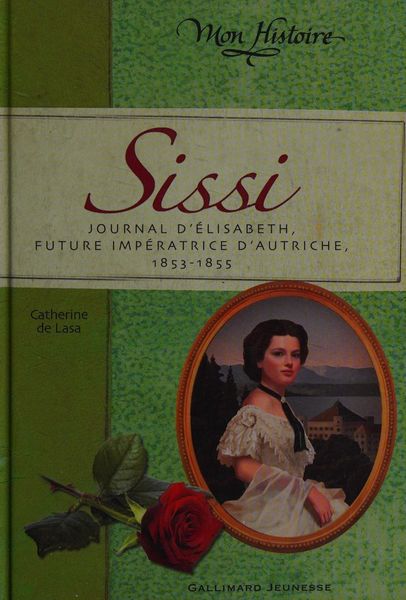 Mon Histoire
Sissi
JOURNAL D'ÉLISABETH,
FUTURE IMPÉRATRICE D'AUTRICHE,
1853-1855
Catherine
de Lasa
GALLIMARD JEUNESSE